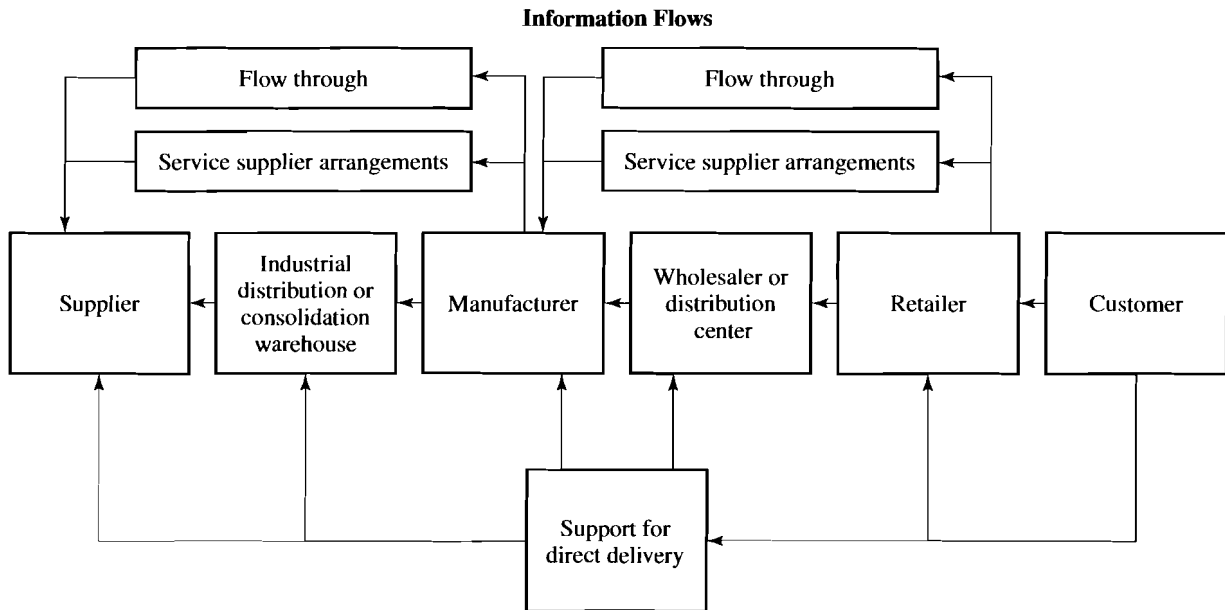 Information Flows
Flow through
Flow through
Service supplier arrangements
Service supplier arrangements
Supplier
Industrial
distribution or
consolidation
warehouse
Manufacturer
Wholesaler or
distribution
center
Retailer
Customer
Support for
direct delivery